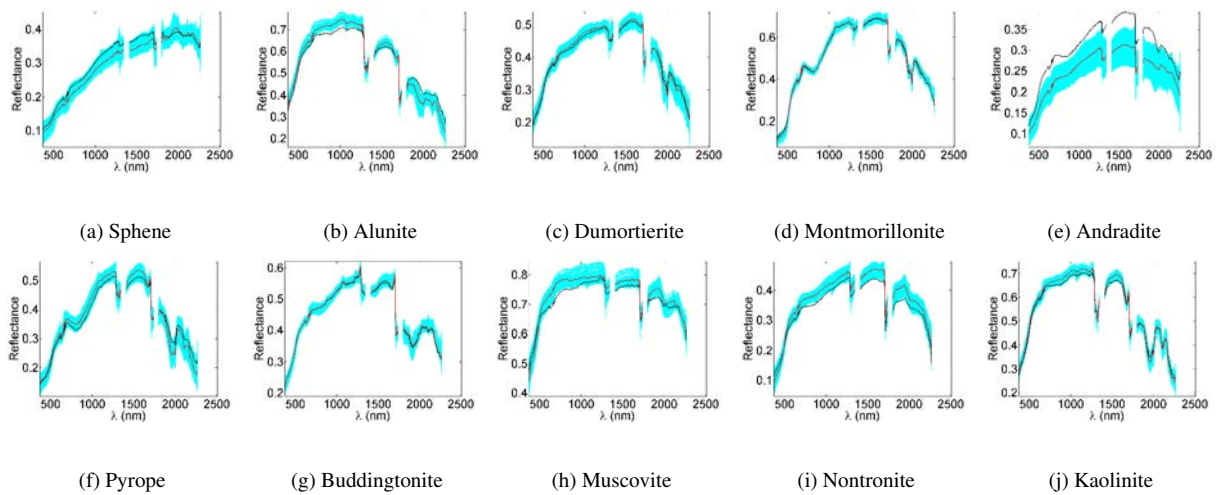 Reflectance
0.4
0.3
0.2
0.1
500 1000 1500 2000 2500
λ (nm)
(a) Sphene
Reflectance
0.7
0.6
0.5
0.4
0.3
0.2
500 1000 1500 2000 2500
λ (nm)
(b) Alunite
Reflectance
0.5
0.4
0.3
0.2
500 1000 1500 2000 2500
λ (nm)
(c) Dumortierite
Reflectance
0.6
0.4
0.2
500 1000 1500 2000 2500
λ (nm)
(d) Montmorillonite
Reflectance
0.35
0.3
0.25
0.2
0.15
0.1
500 1000 1500 2000 2500
λ (nm)
(e) Andradite
Reflectance
0.5
0.4
0.3
0.2
500 1000 1500 2000 2500
λ (nm)
(f) Pyrope
Reflectance
0.6
0.5
0.4
0.3
0.2
500 1000 1500 2000 2500
λ (nm)
(g) Buddingtonite
Reflectance
0.8
0.7
0.6
0.5
0.4
500 1000 1500 2000 2500
λ (nm)
(h) Muscovite
Reflectance
0.4
0.3
0.2
0.1
500 1000 1500 2000 2500
λ (nm)
(i) Nontronite
Reflectance
0.7
0.6
0.5
0.4
0.3
0.2
500 1000 1500 2000 2500
λ (nm)
(j) Kaolinite